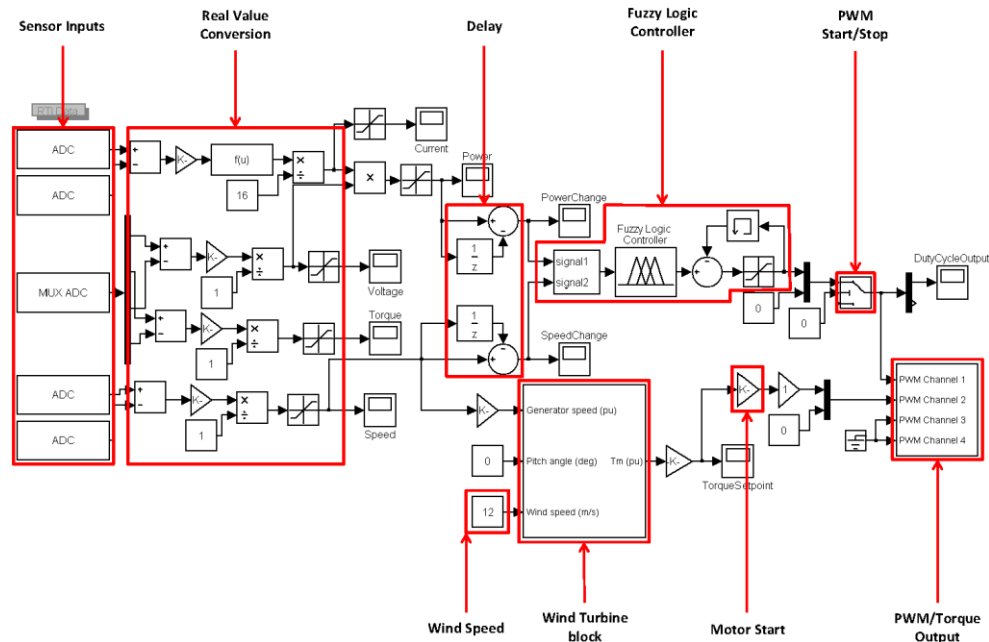 Sensor Inputs
Real Value
Conversion
Delay
Fuzzy Logic
Controller
PWM
Start/Stop
RTI Data
ADC
ADC
MUX ADC
ADC
ADC
K-
f(u)
×
÷
16
Current
×
Power
K-
×
÷
1
Voltage
K-
×
÷
1
Torque
K-
×
÷
1
Speed
1
z
PowerChange
1
z
SpeedChange
signal1
signal2
Fuzzy Logic
Controller
0
0
DutyCycleOutput
K-
0
12
Generator speed (pu)
Pitch angle (deg)
Wind speed (m/s)
Tm (pu)
-K-
TorqueSetpoint
K-
1
0
PWM Channel 1
PWM Channel 2
PWM Channel 3
PWM Channel 4
Wind Speed
Wind Turbine
block
Motor Start
PWM/Torque
Output